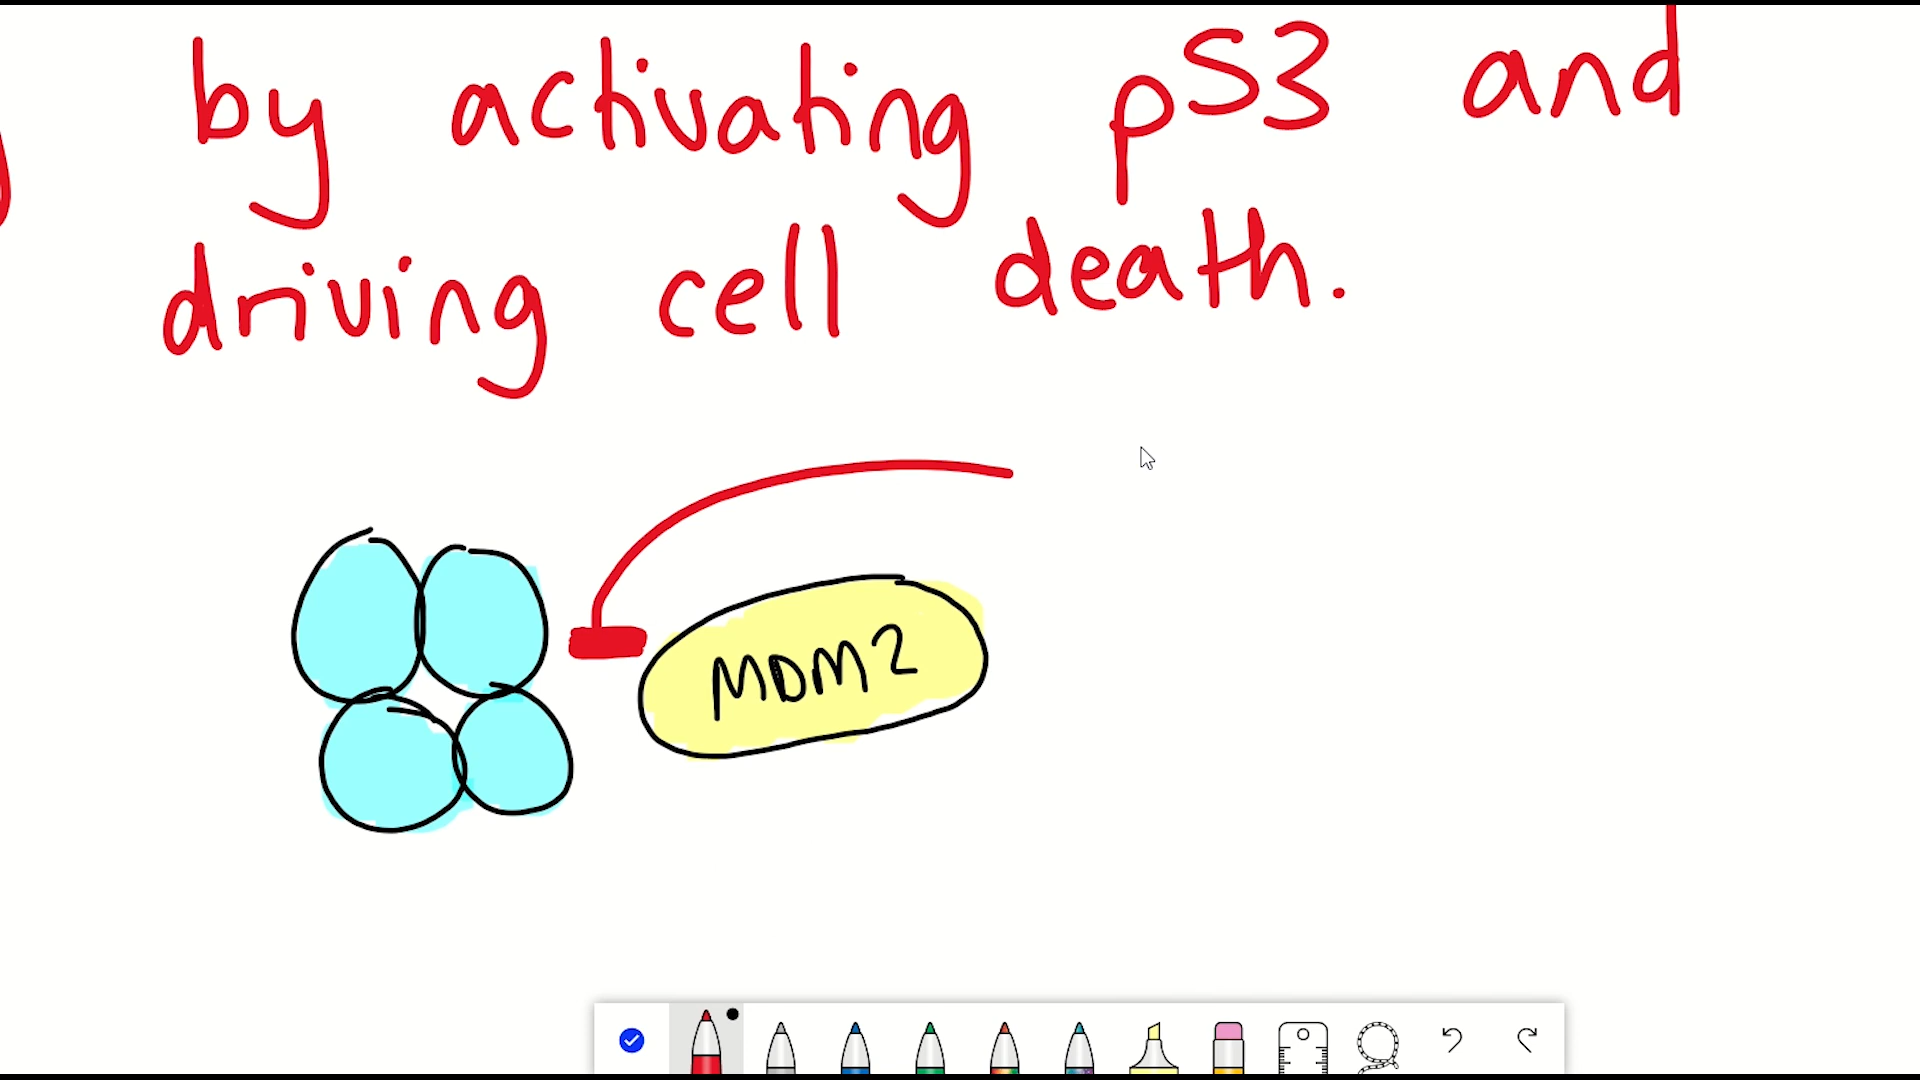 by activating p53 and
driving cell death.
MDM2